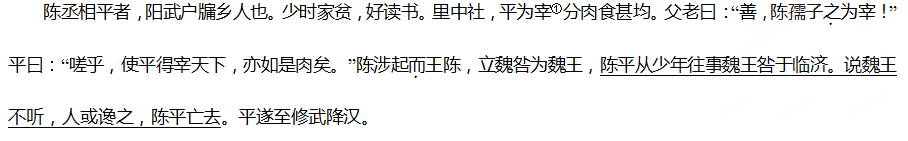 陈丞相平者，阳武户牖乡人也。少时家贫，好读书。里中社，平为宰①分肉食甚均。父老曰：“善，陈孺子之为宰！”
平曰：“嗟乎，使平得宰天下，亦如是肉矣。”陈涉起而王陈，立魏咎为魏王，陈平从少年往事魏王咎于临济。说魏王
不听，人或谗之，陈平亡去。平遂至修武降汉。